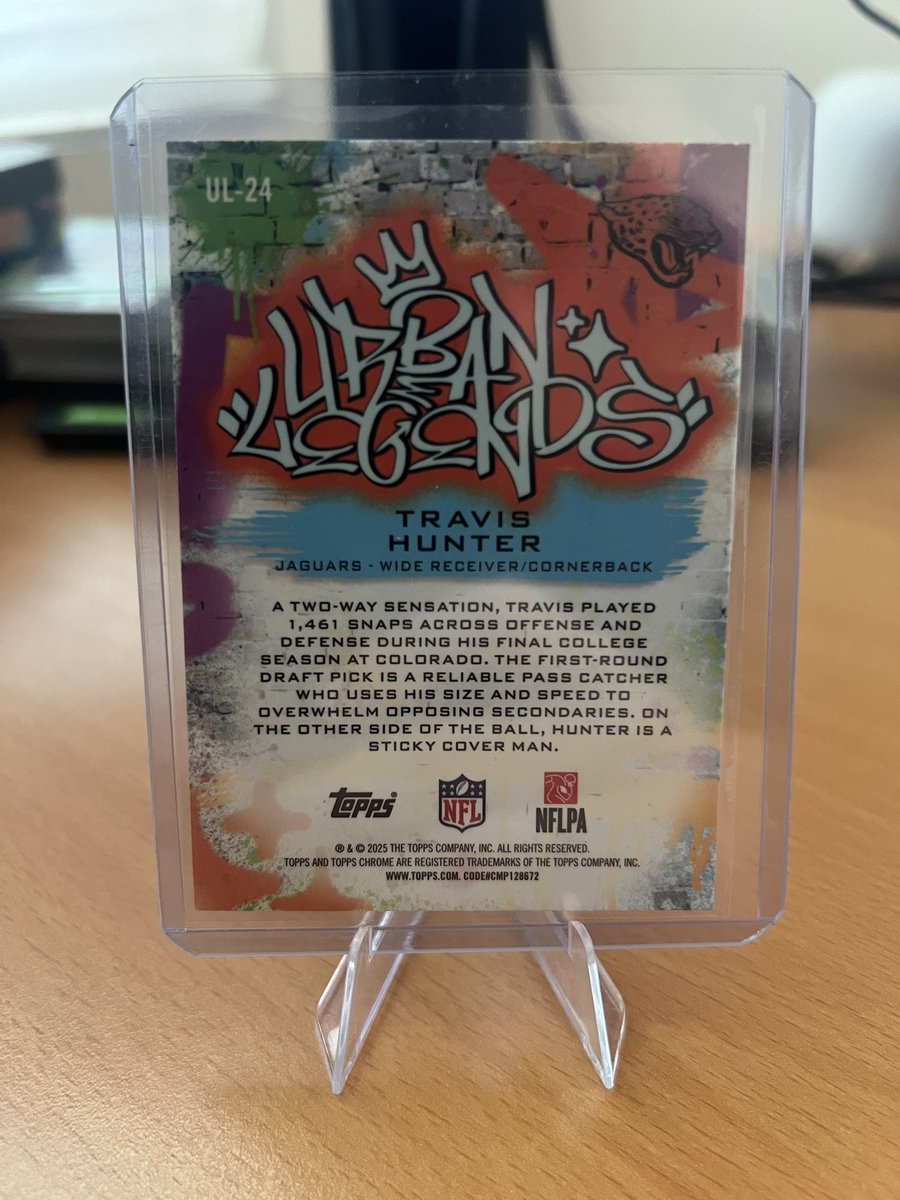 UL-24
URBAN
LEGENDS
TRAVIS
HUNTER
JAGUARS - WIDE RECEIVER/CORNERBACK
A TWO-WAY SENSATION, TRAVIS PLAYED
1,461 SNAPS ACROSS OFFENSE AND
DEFENSE DURING HIS FINAL COLLEGE
SEASON AT COLORADO. THE FIRST-ROUND
DRAFT PICK IS A RELIABLE PASS CATCHER
WHO USES HIS SIZE AND SPEED TO
OVERWHELM OPPOSING SECONDARIES. ON
THE OTHER SIDE OF THE BALL, HUNTER IS A
STICKY COVER MAN.
topps NFL NFLPA
® & © 2025 THE TOPPS COMPANY, INC. ALL RIGHTS RESERVED.
TOPPS AND TOPPS CHROME ARE REGISTERED TRADEMARKS OF THE TOPPS COMPANY, INC.
WWW.TOPPS.COM. CODE#CMP128672